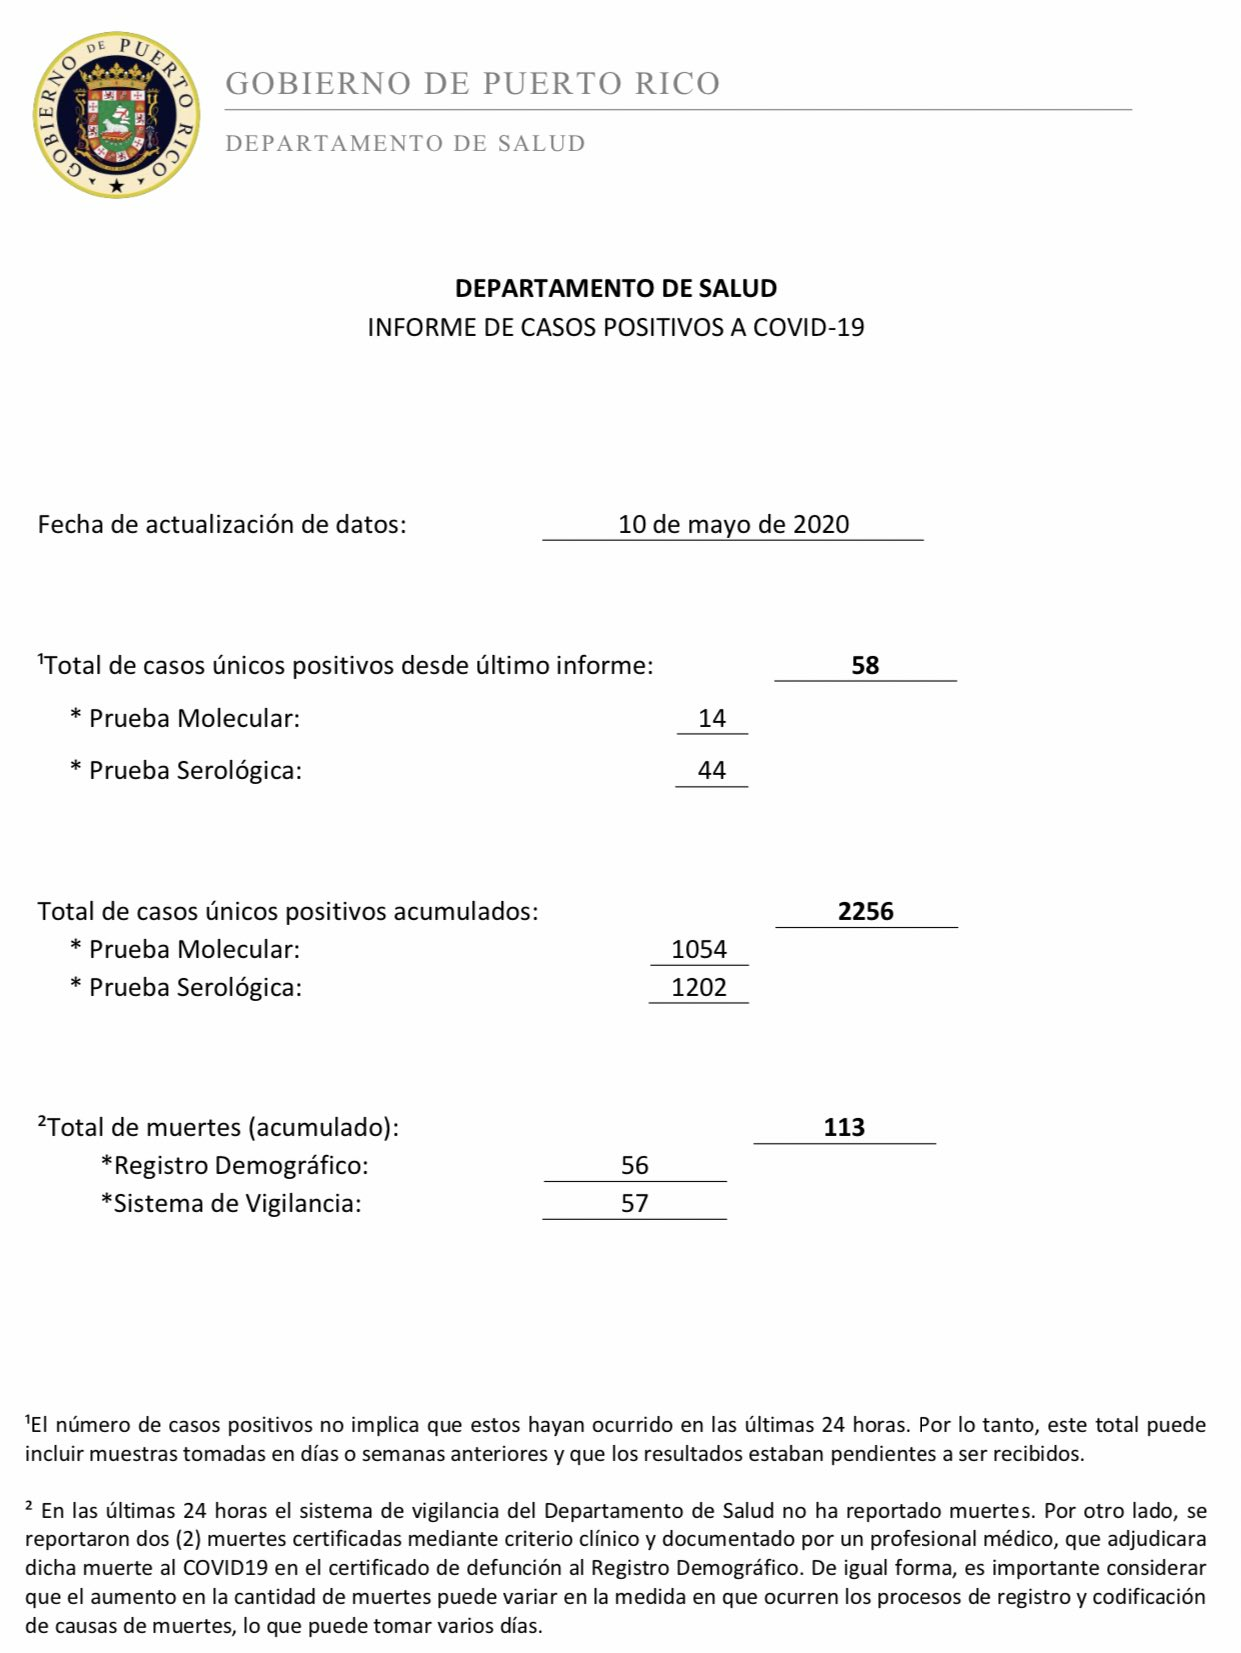 GOBIERNO DE PUERTO RICO
GOBIERNO DE PUERTO RICO
DEPARTAMENTO DE SALUD
DEPARTAMENTO DE SALUD
INFORME DE CASOS POSITIVOS A COVID-19
Fecha de actualización de datos: 10 de mayo de 2020
¹Total de casos únicos positivos desde último informe: 58
* Prueba Molecular: 14
* Prueba Serológica: 44
Total de casos únicos positivos acumulados: 2256
* Prueba Molecular: 1054
* Prueba Serológica: 1202
²Total de muertes (acumulado): 113
*Registro Demográfico: 56
*Sistema de Vigilancia: 57
¹El número de casos positivos no implica que estos hayan ocurrido en las últimas 24 horas. Por lo tanto, este total puede
incluir muestras tomadas en días o semanas anteriores y que los resultados estaban pendientes a ser recibidos.
² En las últimas 24 horas el sistema de vigilancia del Departamento de Salud no ha reportado muertes. Por otro lado, se
reportaron dos (2) muertes certificadas mediante criterio clínico y documentado por un profesional médico, que adjudicara
dicha muerte al COVID19 en el certificado de defunción al Registro Demográfico. De igual forma, es importante considerar
que el aumento en la cantidad de muertes puede variar en la medida en que ocurren los procesos de registro y codificación
de causas de muertes, lo que puede tomar varios días.